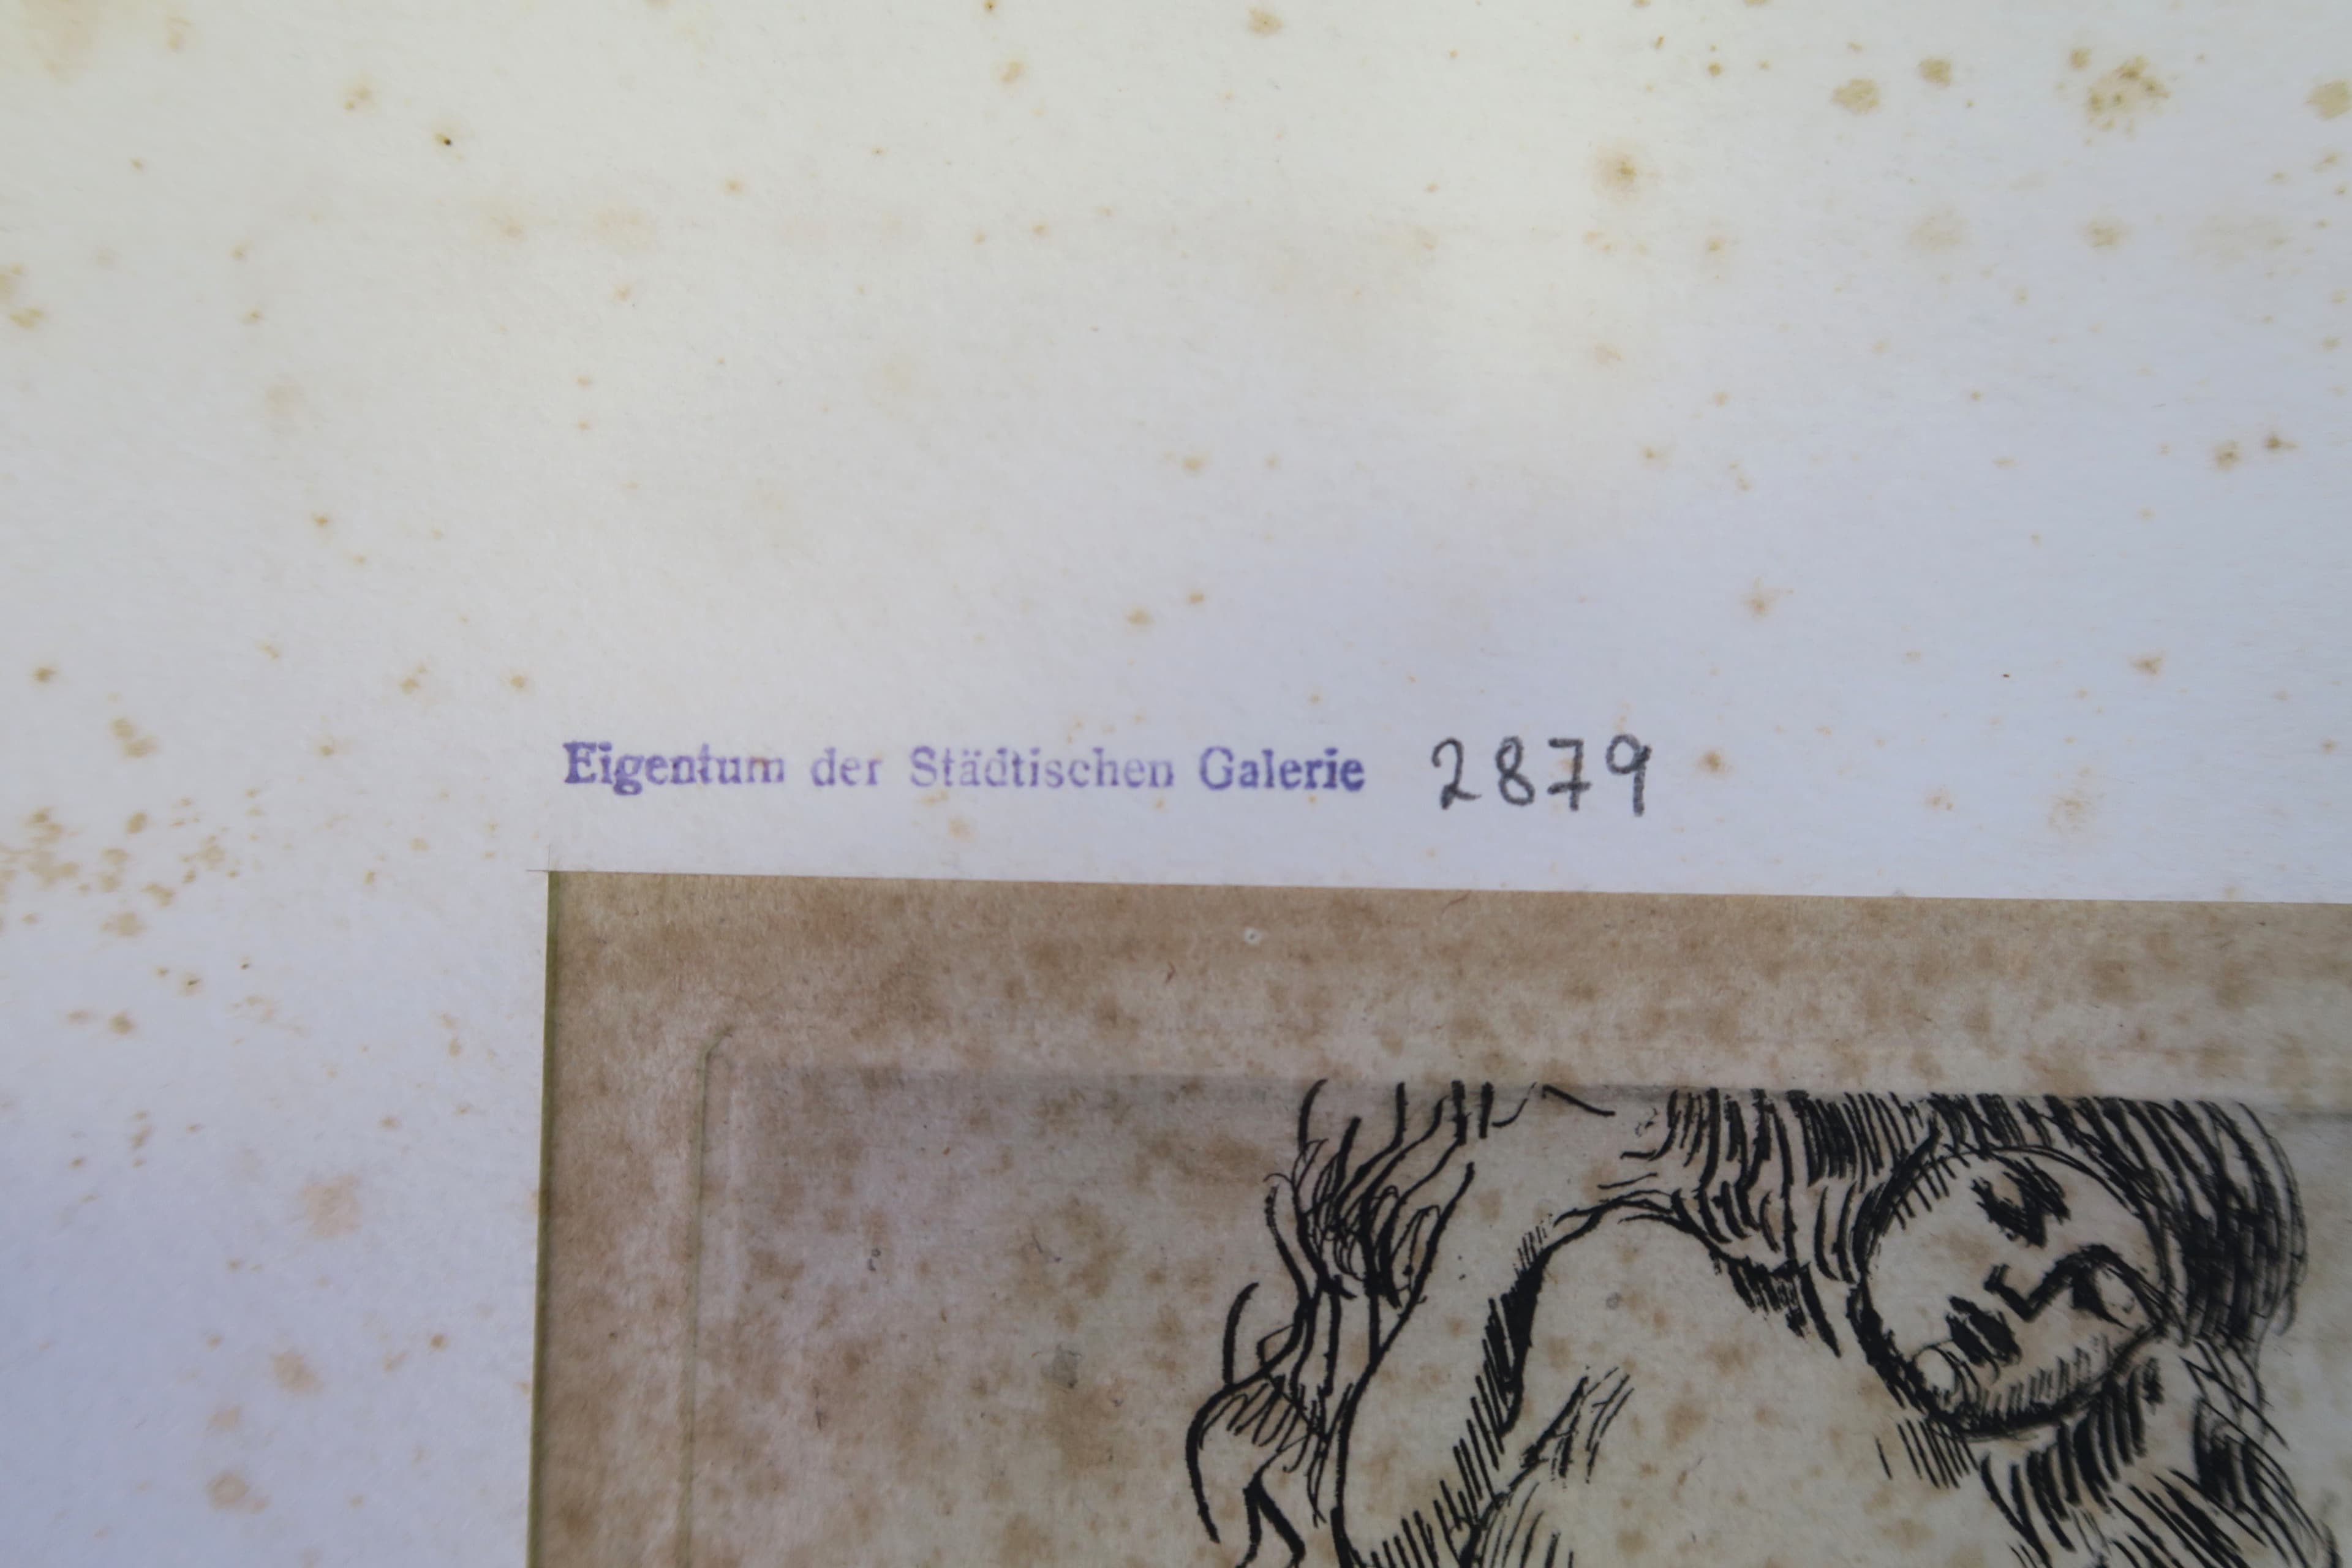 Eigentum der Städtischen Galerie 2879